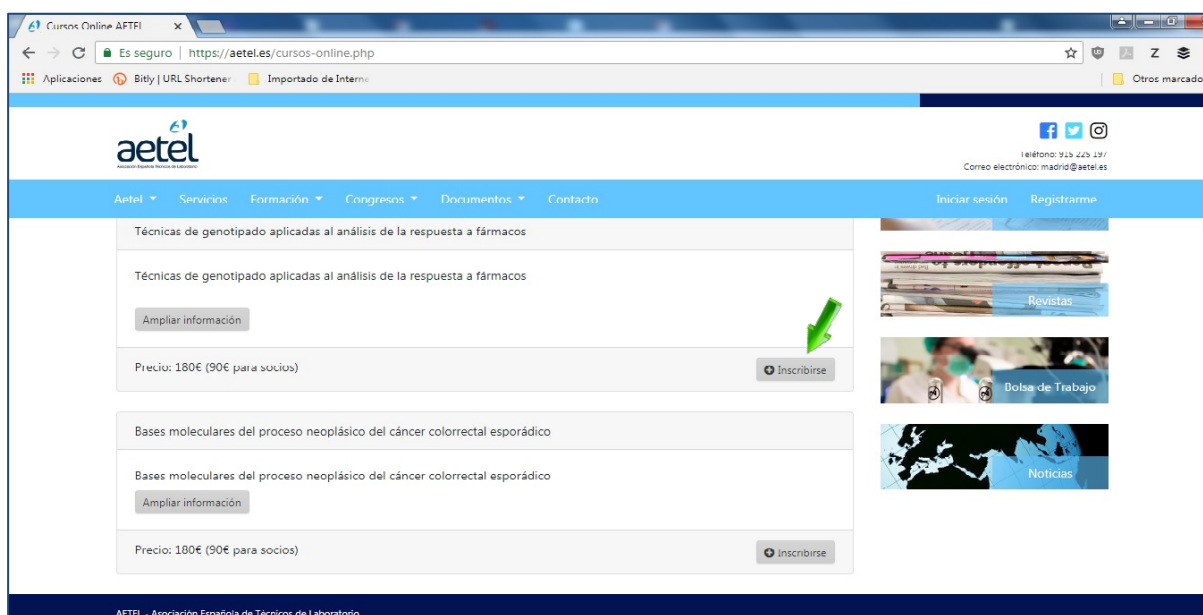 Cursos Online AETEL
Es seguro | https://aetel.es/cursos-online.php
Aplicaciones Bitly | URL Shortener Importado de Interne Otros marcado
aetel
Asociación Española Técnicos de Laboratorio
Teléfono: 915 225 197
Correo electrónico: madrid@aetel.es
Aetel Servicios Formación Congresos Documentos Contacto Iniciar sesión Registrarme
Técnicas de genotipado aplicadas al análisis de la respuesta a fármacos
Técnicas de genotipado aplicadas al análisis de la respuesta a fármacos
Ampliar información
Precio: 180€ (90€ para socios)
Inscribirse
Bases moleculares del proceso neoplásico del cáncer colorrectal esporádico
Bases moleculares del proceso neoplásico del cáncer colorrectal esporádico
Ampliar información
Precio: 180€ (90€ para socios)
Inscribirse
Revistas
Bolsa de Trabajo
Noticias
AETEL - Asociación Española de Técnicos de Laboratorio